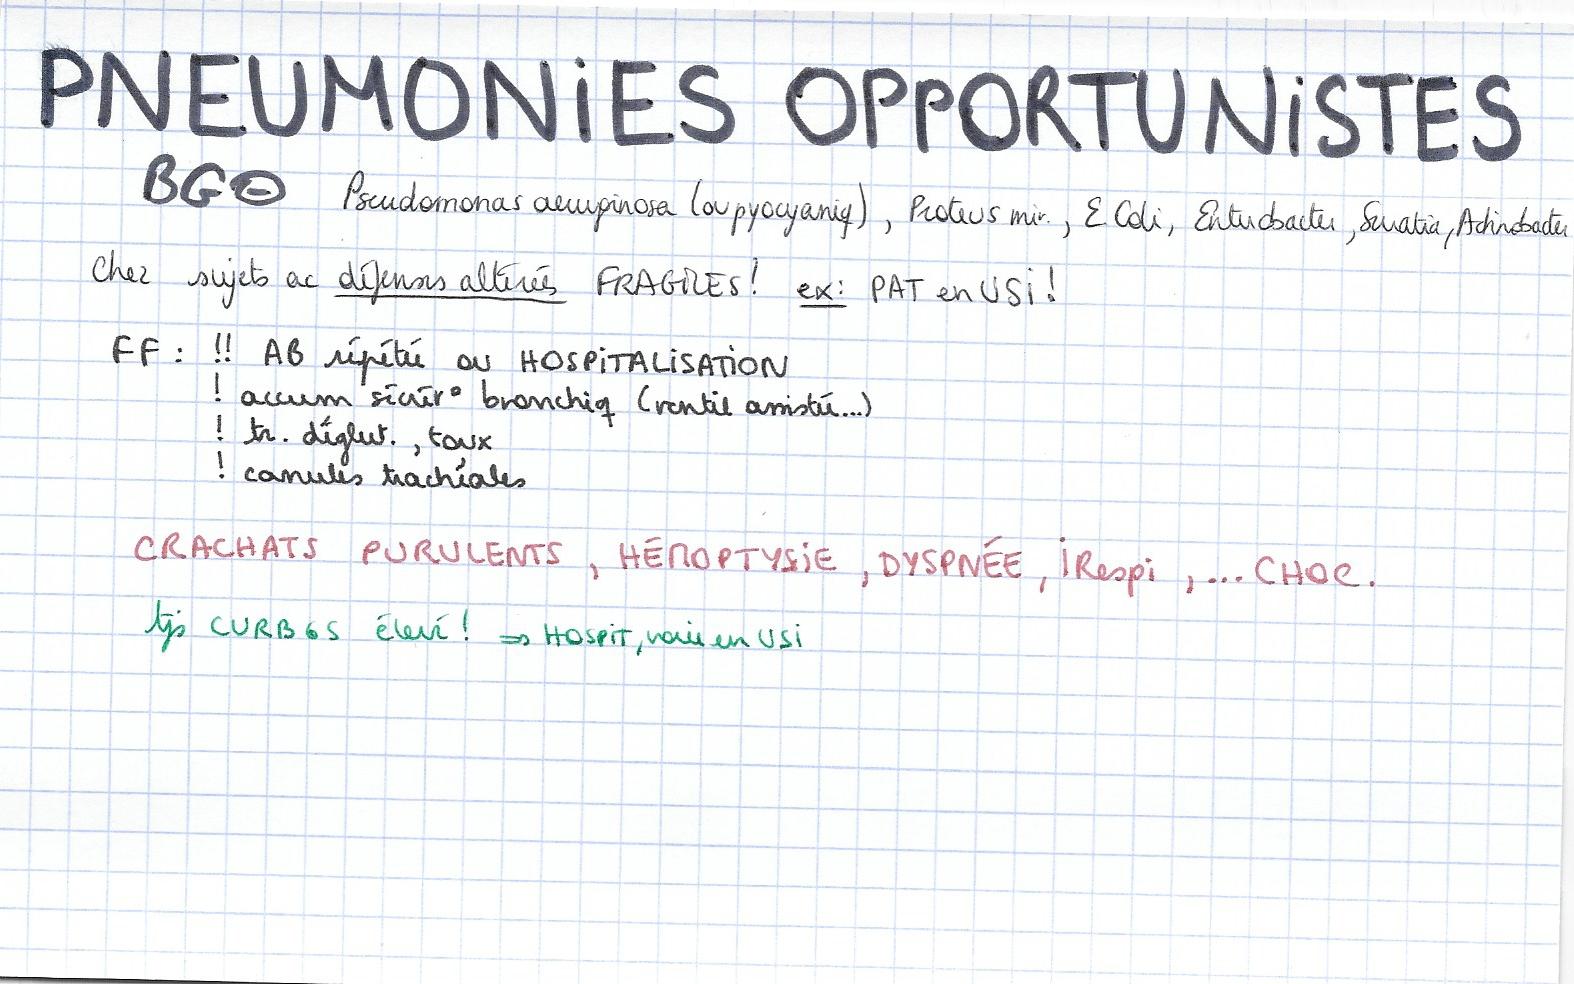 PNEUMONIES OPPORTUNISTES
BG⊖ Pseudomonas aeruginosa (ou pyocyaniq), Proteus mir., E Coli, Enterobacter, Serratia, Acinobacter
Chez sujets ac défenses altérées FRAGILES! ex: PAT en USI!
FF: !! AB répétée ou HOSPITALISATION
! accum sécrér° bronchiq (ventil assistée...)
! tr. déglut., toux
! canules trachéales
CRACHATS PURULENTS, HÉMOPTYSIE, DYSPNÉE, iRespi, ... CHOC.
tjs CURB65 élevé! ⇒ HOSPIT, voire en USI